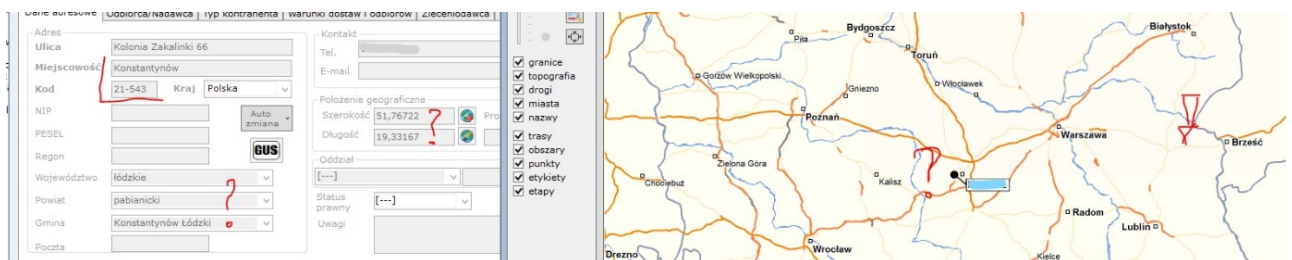 Dane adresowe Odbiorca/Nadawca Typ kontrahenta Warunki dostaw i odbiorów Zleceniodawca
Adres
Ulica Kolonia Zakalinki 66
Miejscowość Konstantynów
Kod 21-543 Kraj Polska
NIP
Auto zmiana
PESEL
Regon
GUS
Województwo łódzkie
Powiat pabianicki
Gmina Konstantynów Łódzki
Poczta
Kontakt
Tel.
E-mail
Położenie geograficzne
Szerokość 51,76722 Pro
Długość 19,33167
Oddział
[---]
Status prawny [---]
Uwagi
granice
topografia
drogi
miasta
nazwy
trasy
obszary
punkty
etykiety
etapy
Bydgoszcz
Białystok
Piła
Toruń
Gorzów Wielkopolski
Włocławek
Gniezno
Poznań
Warszawa
Brześć
Zielona Góra
Chociebuż
Kalisz
Radom
Lublin
Wrocław
Drezno
Kielce
?
?
?